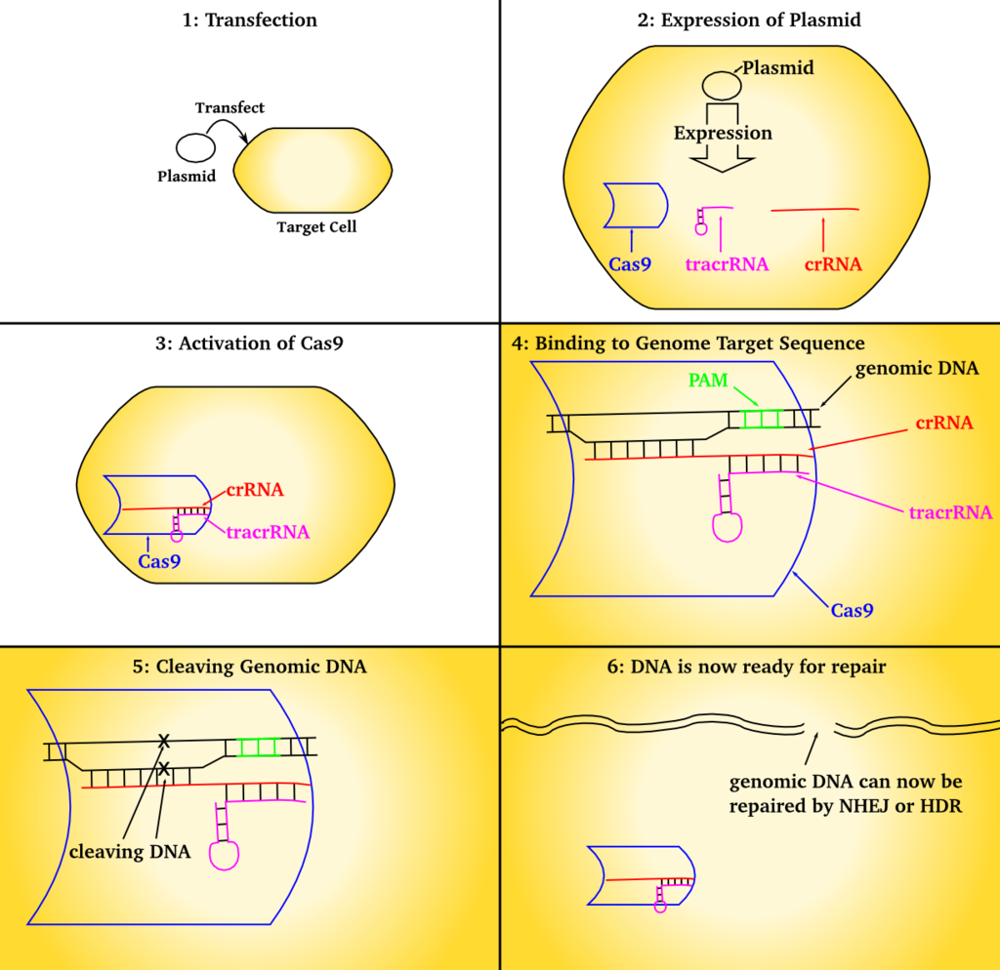 1: Transfection
Transfect
Plasmid
Target Cell
2: Expression of Plasmid
Plasmid
Expression
Cas9
tracrRNA
crRNA
3: Activation of Cas9
crRNA
tracrRNA
Cas9
4: Binding to Genome Target Sequence
genomic DNA
PAM
crRNA
tracrRNA
Cas9
5: Cleaving Genomic DNA
X
X
cleaving DNA
6: DNA is now ready for repair
genomic DNA can now be
repaired by NHEJ or HDR